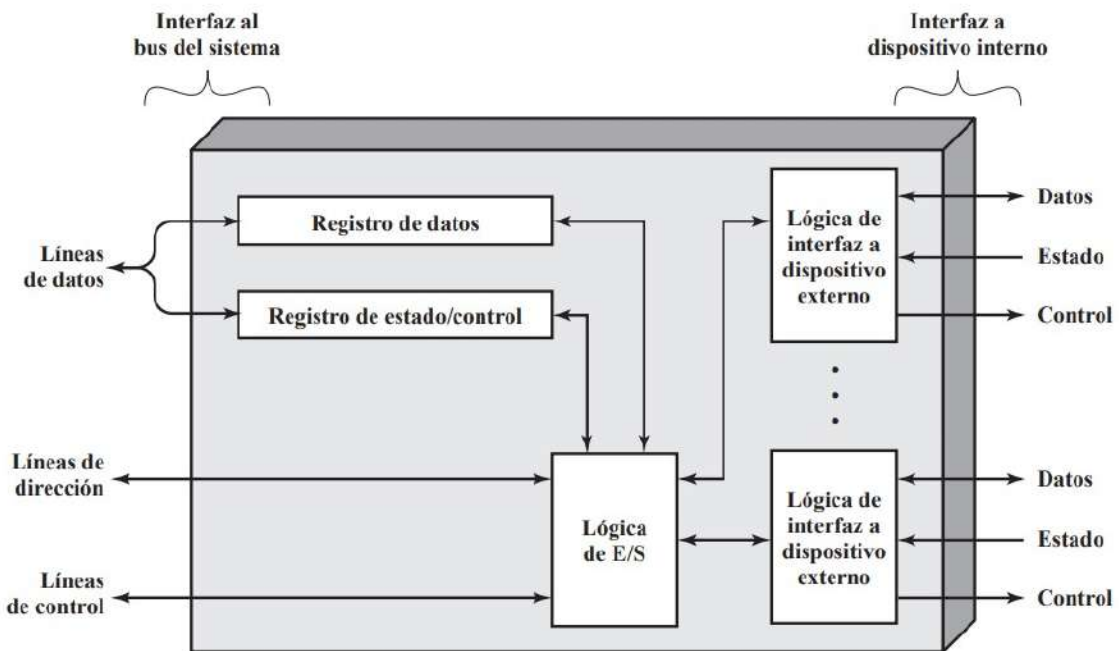 Interfaz al
bus del sistema
Interfaz a
dispositivo interno
Registro de datos
Líneas
de datos
Registro de estado/control
Lógica de
interfaz a
dispositivo
externo
Datos
Estado
Control
Líneas de
dirección
Lógica
de E/S
Líneas
de control
Lógica de
interfaz a
dispositivo
externo
Datos
Estado
Control